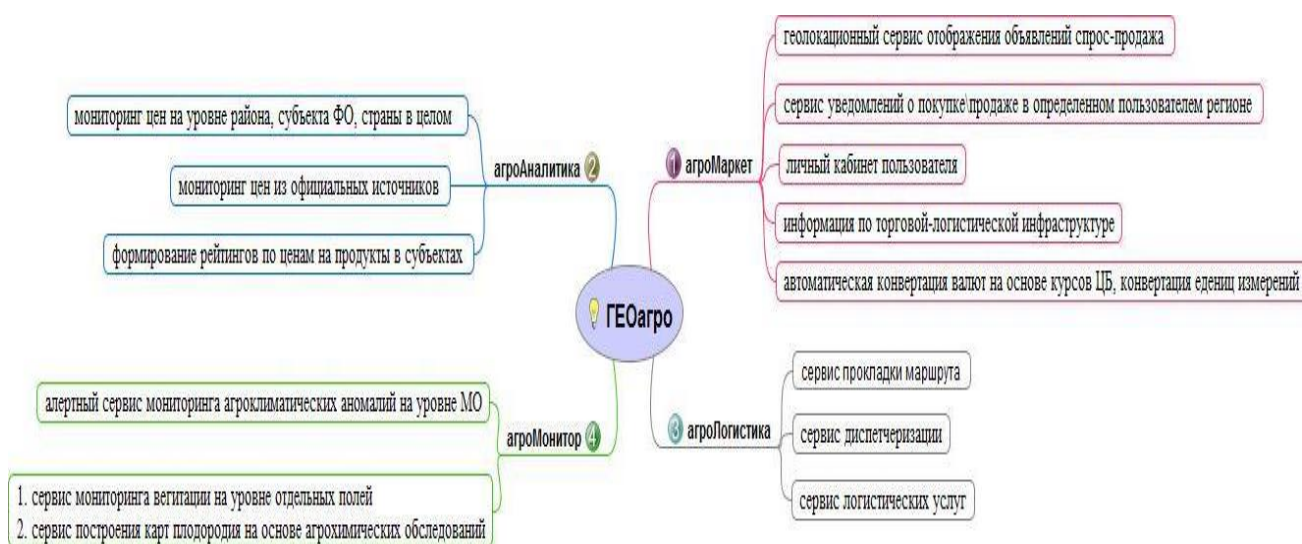 ГЕОагро
1 агроМаркет
геолокационный сервис отображения объявлений спрос-продажа
сервис уведомлений о покупке\продаже в определенном пользователем регионе
личный кабинет пользователя
информация по торговой-логистической инфраструктуре
автоматическая конвертация валют на основе курсов ЦБ, конвертация едениц измерений
агроАналитика 2
мониторинг цен на уровне района, субъекта ФО, страны в целом
мониторинг цен из официальных источников
формирование рейтингов по ценам на продукты в субъектах
3 агроЛогистика
сервис прокладки маршрута
сервис диспетчеризации
сервис логистических услуг
агроМонитор 4
алертный сервис мониторинга агроклиматических аномалий на уровне МО
1. сервис мониторинга вегитации на уровне отдельных полей
2. сервис построения карт плодородия на основе агрохимических обследований